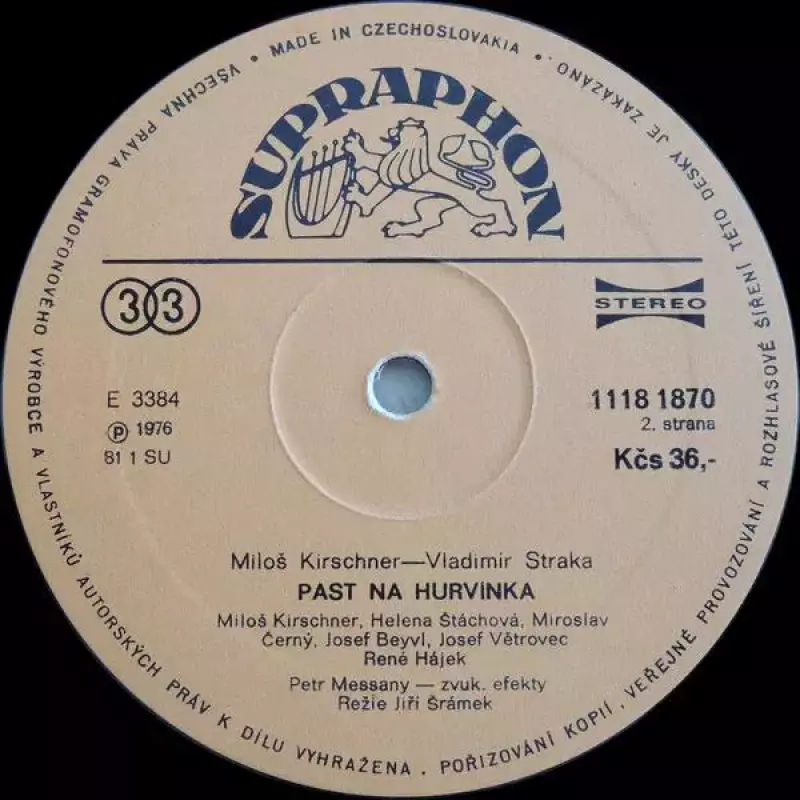 MADE IN CZECHOSLOVAKIA •
VŠECHNA PRÁVA GRAMOFONOVÉHO VÝROBCE A VLASTNÍKŮ AUTORSKÝCH PRÁV K DÍLU VYHRAŽENA . POŘIZOVÁNÍ KOPIÍ . VEŘEJNÉ PROVOZOVÁNÍ A ROZHLASOVÉ ŠÍŘENÍ TÉTO DESKY JE ZAKÁZÁNO •
SUPRAPHON
33
STEREO
E 3384
1118 1870
℗ 1976
2. strana
81 1 SU
Kčs 36,-
Miloš Kirschner—Vladimír Straka
PAST NA HURVÍNKA
Miloš Kirschner, Helena Štáchová, Miroslav
Černý, Josef Beyvl, Josef Větrovec
René Hájek
Petr Messany — zvuk. efekty
Režie Jiří Šrámek